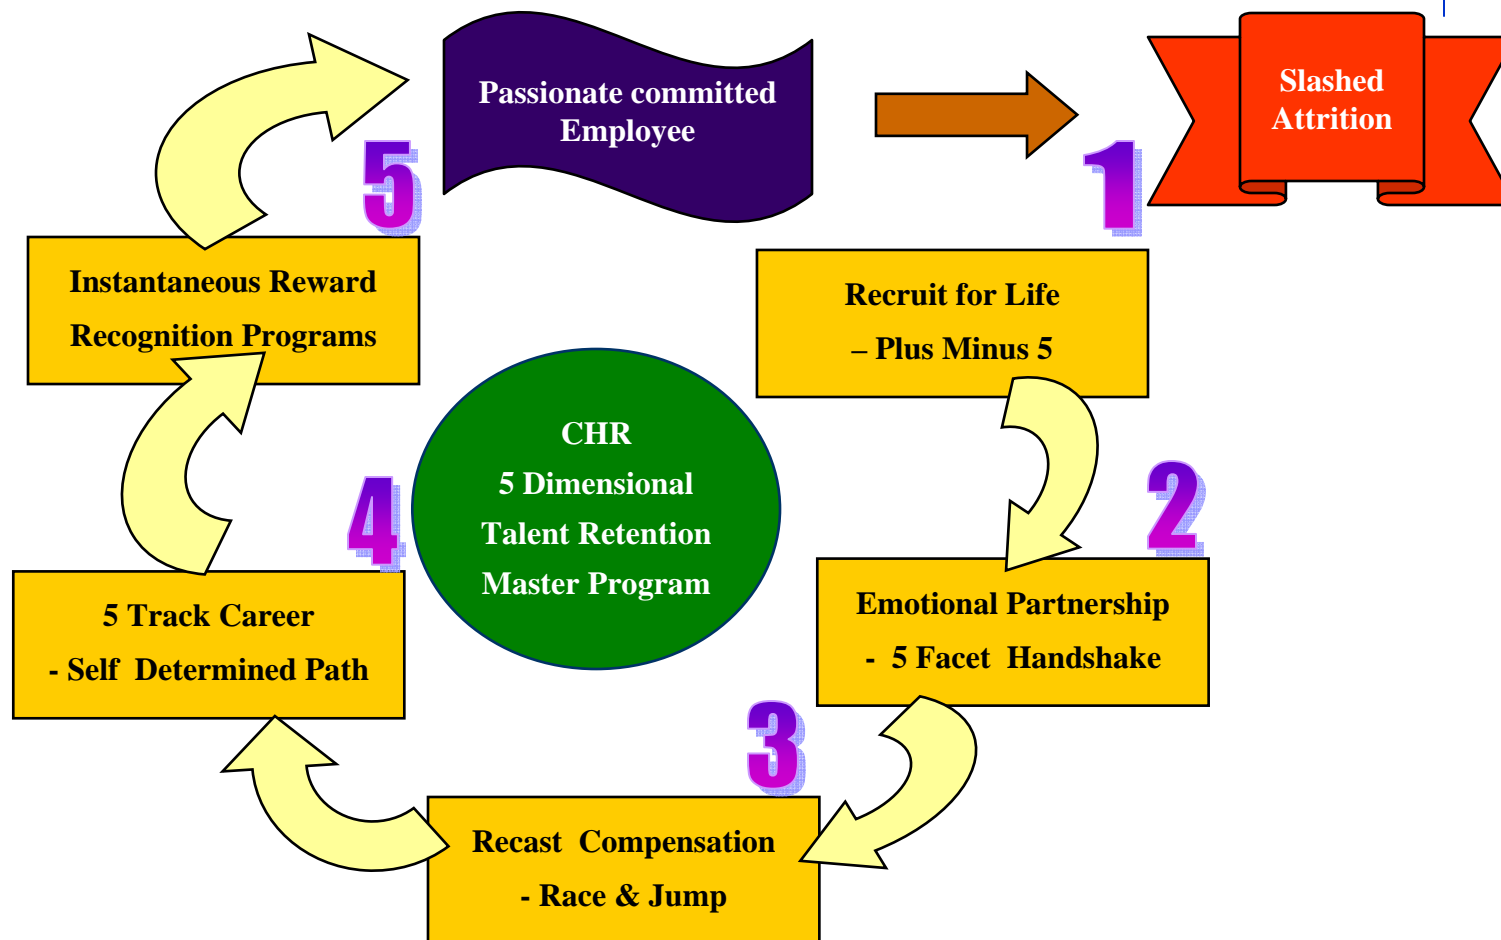 Passionate committed
Employee
Slashed
Attrition
1
Recruit for Life
– Plus Minus 5
2
Emotional Partnership
- 5 Facet Handshake
3
Recast Compensation
- Race & Jump
4
5 Track Career
- Self Determined Path
5
Instantaneous Reward
Recognition Programs
CHR
5 Dimensional
Talent Retention
Master Program